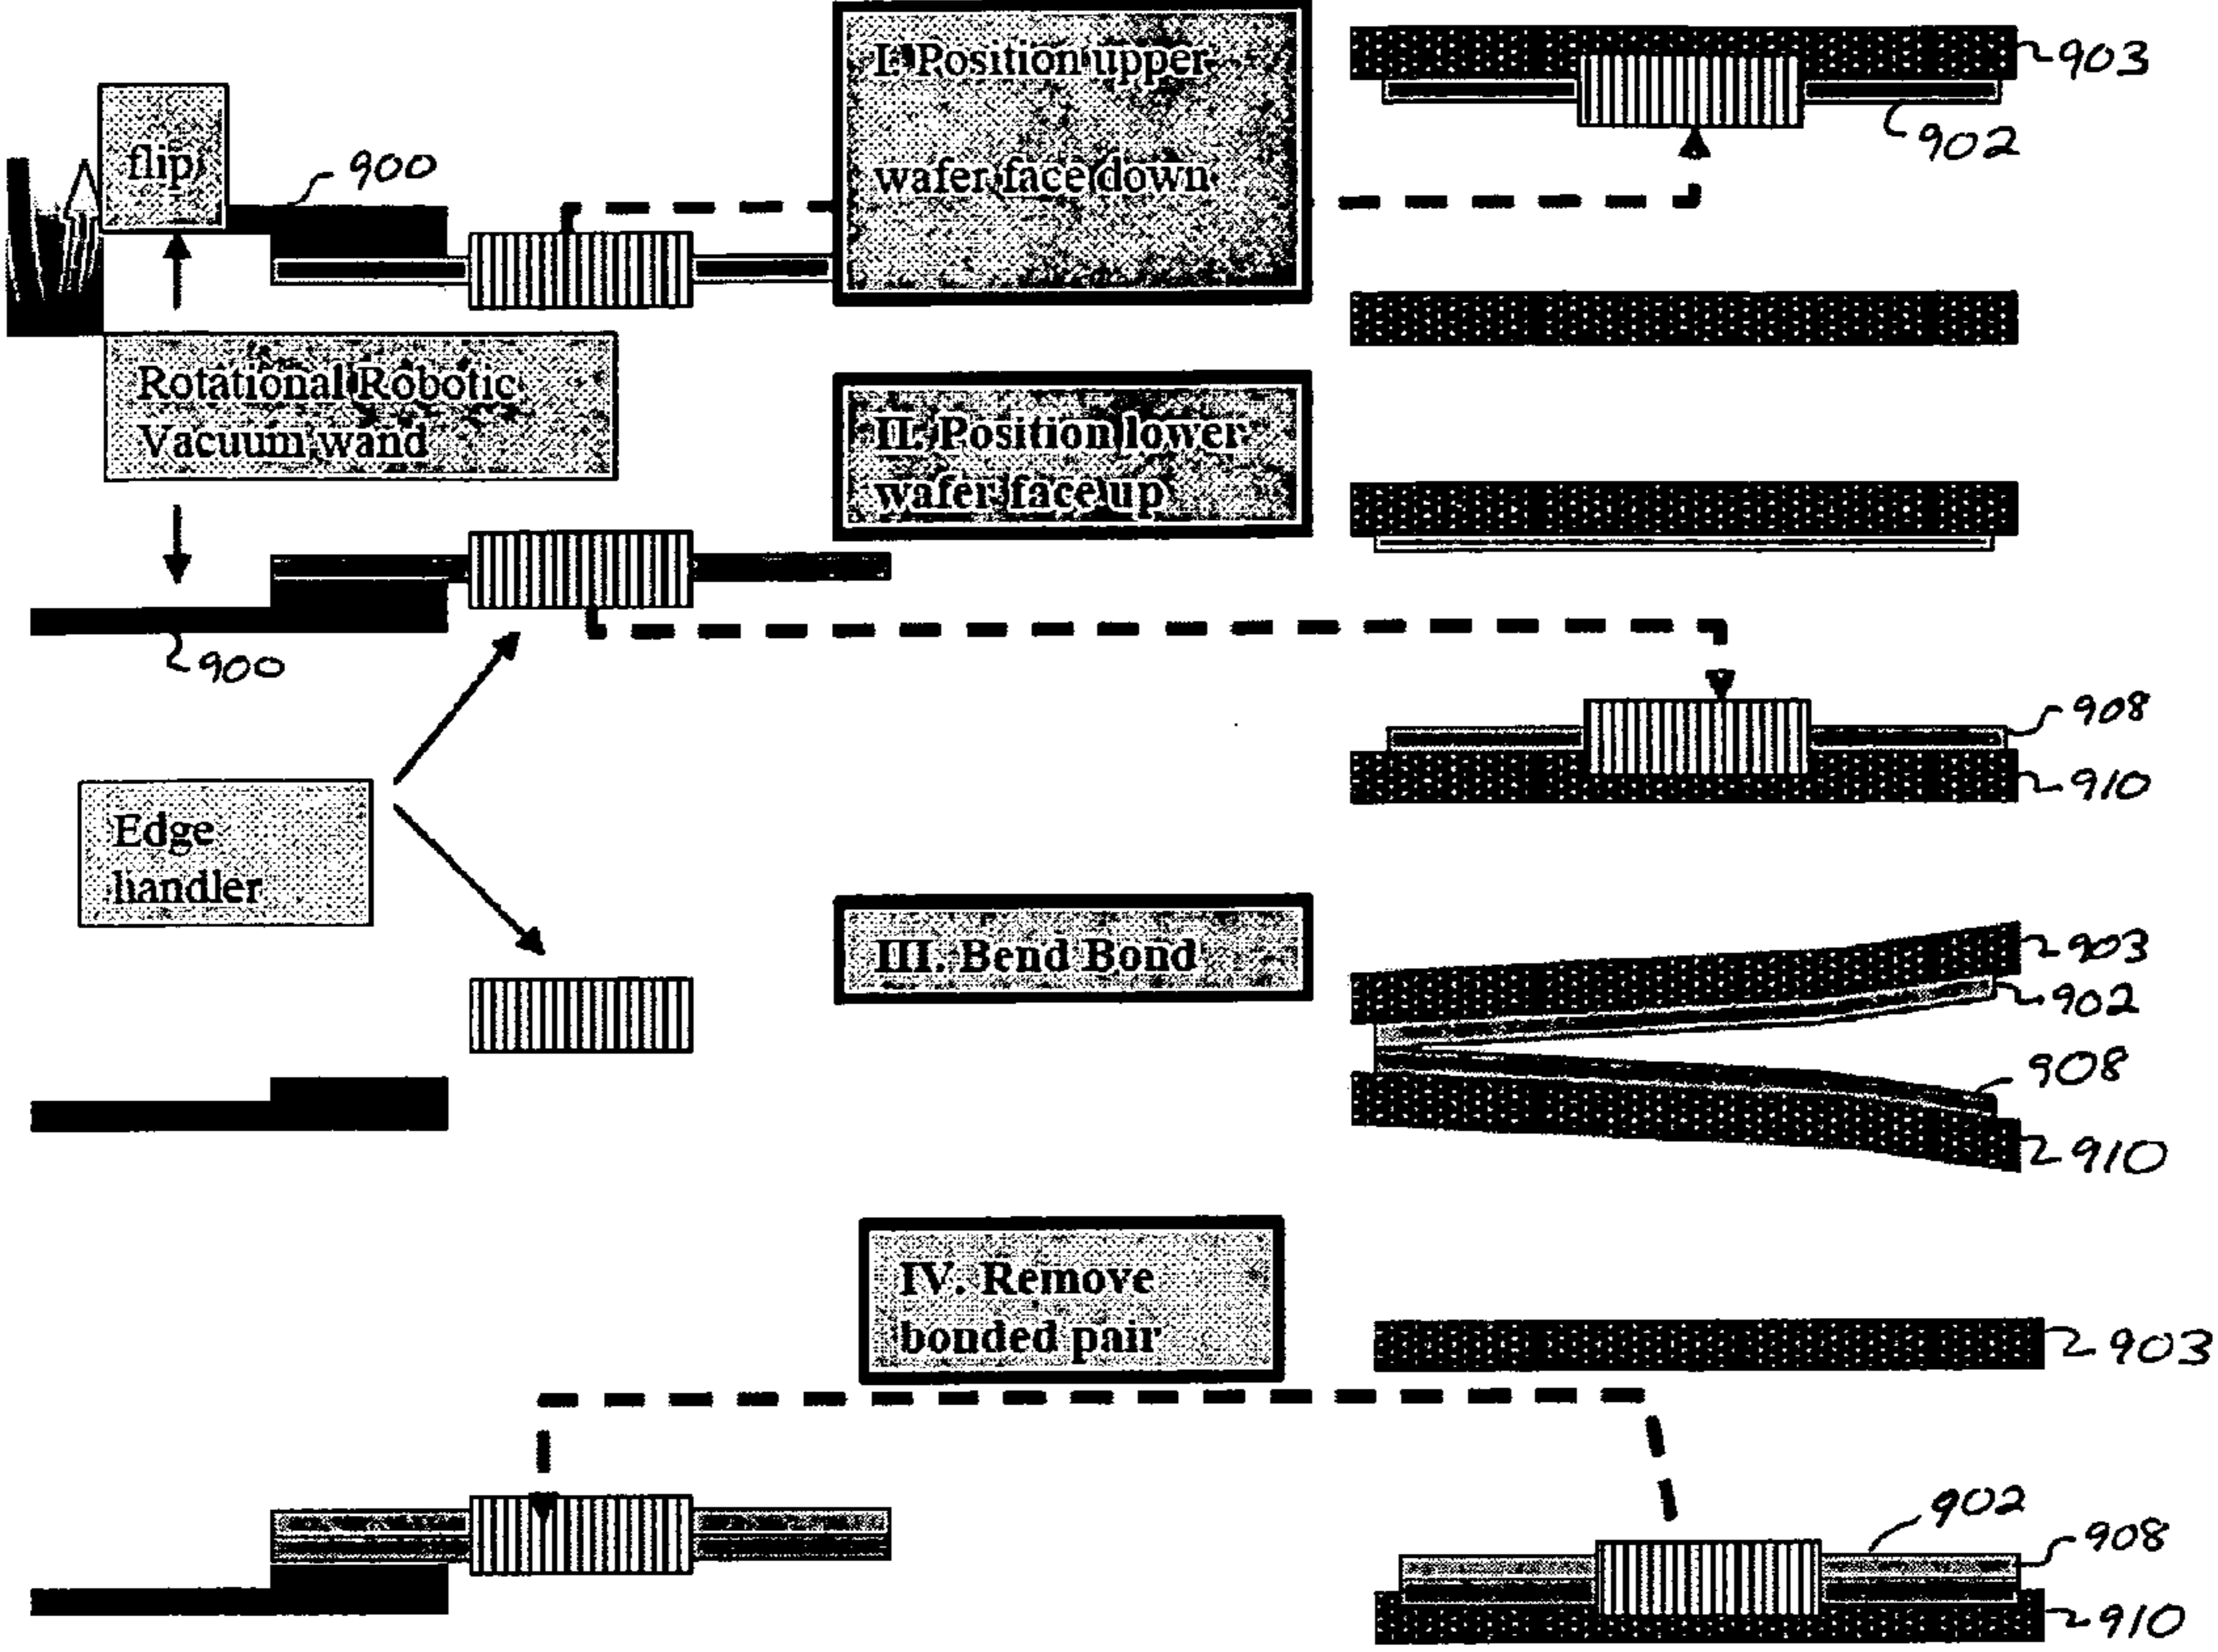 I. Position upper
wafer face down
903
902
flip
900
Rotational Robotic
Vacuum wand
II. Position lower
wafer face up
900
908
910
Edge
handler
III. Bend Bond
903
902
908
910
IV. Remove
bonded pair
903
902
908
910